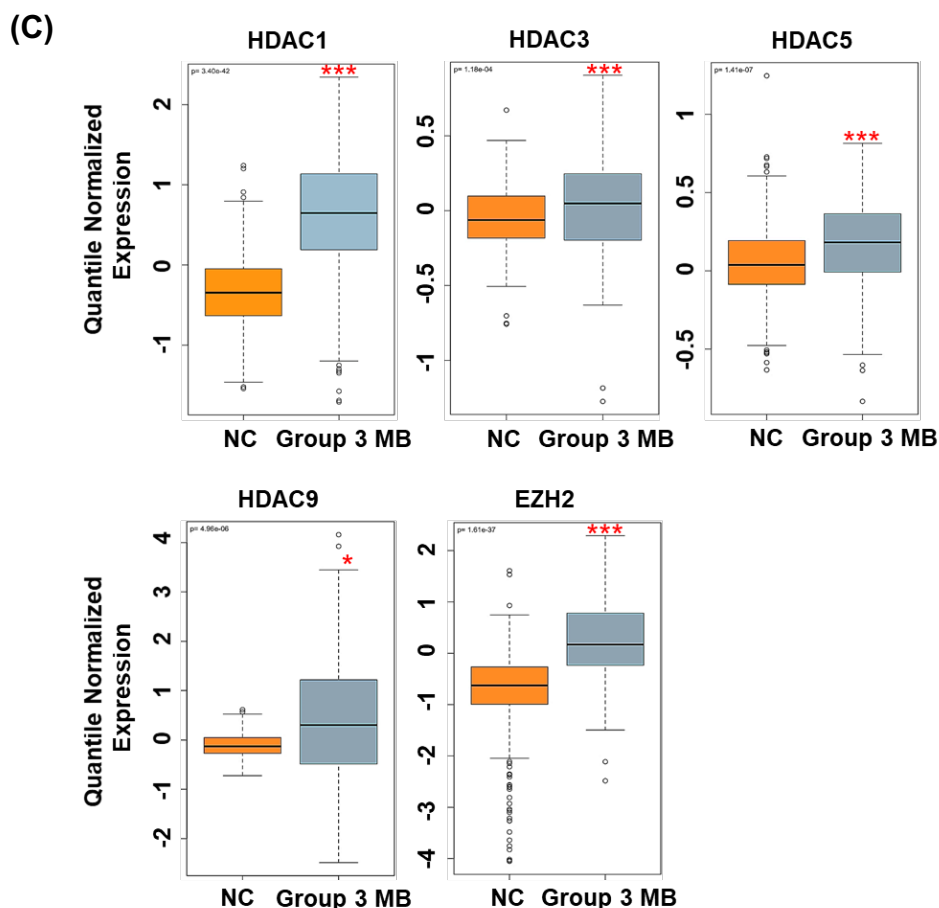 (C)
HDAC1
HDAC3
HDAC5
Quantile Normalized
Expression
p= 3.40e-42
***
2
1
0
-1
NC Group 3 MB
p= 1.18e-04
***
0.5
0
-0.5
-1
NC Group 3 MB
p= 1.41e-07
***
1
0.5
0
-0.5
NC Group 3 MB
HDAC9
EZH2
Quantile Normalized
Expression
p= 4.96e-06
*
4
3
2
1
0
-1
-2
NC Group 3 MB
p= 1.61e-37
***
2
1
0
-1
-2
-3
-4
NC Group 3 MB